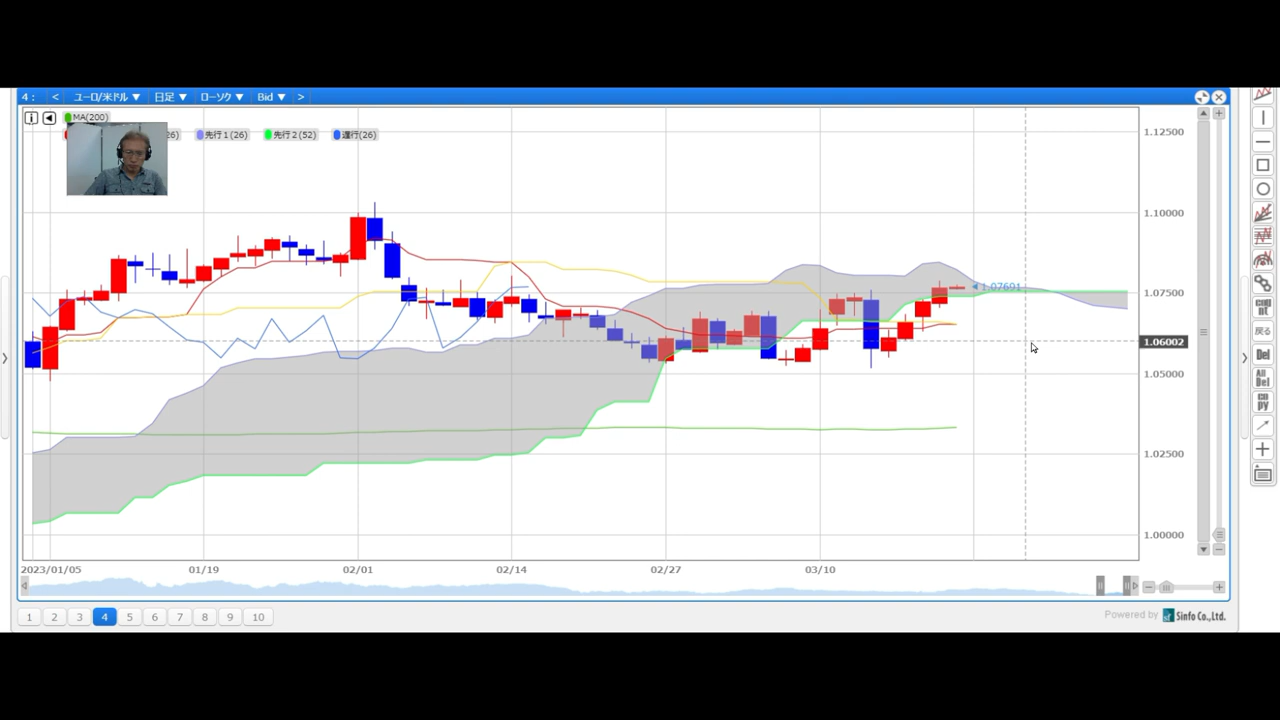 4 : < ユーロ/米ドル ▼ 日足 ▼ ローソク ▼ Bid ▼ >
MA(200)
26) 先行1(26) 先行2(52) 遅行(26)
1.12500
1.10000
1.07691
1.07500
1.06002
1.05000
1.02500
1.00000
2023/01/05 01/19 02/01 02/14 02/27 03/10
1 2 3 4 5 6 7 8 9 10
Powered by Sinfo Co.,Ltd.
戻る
Del
All Del
co py